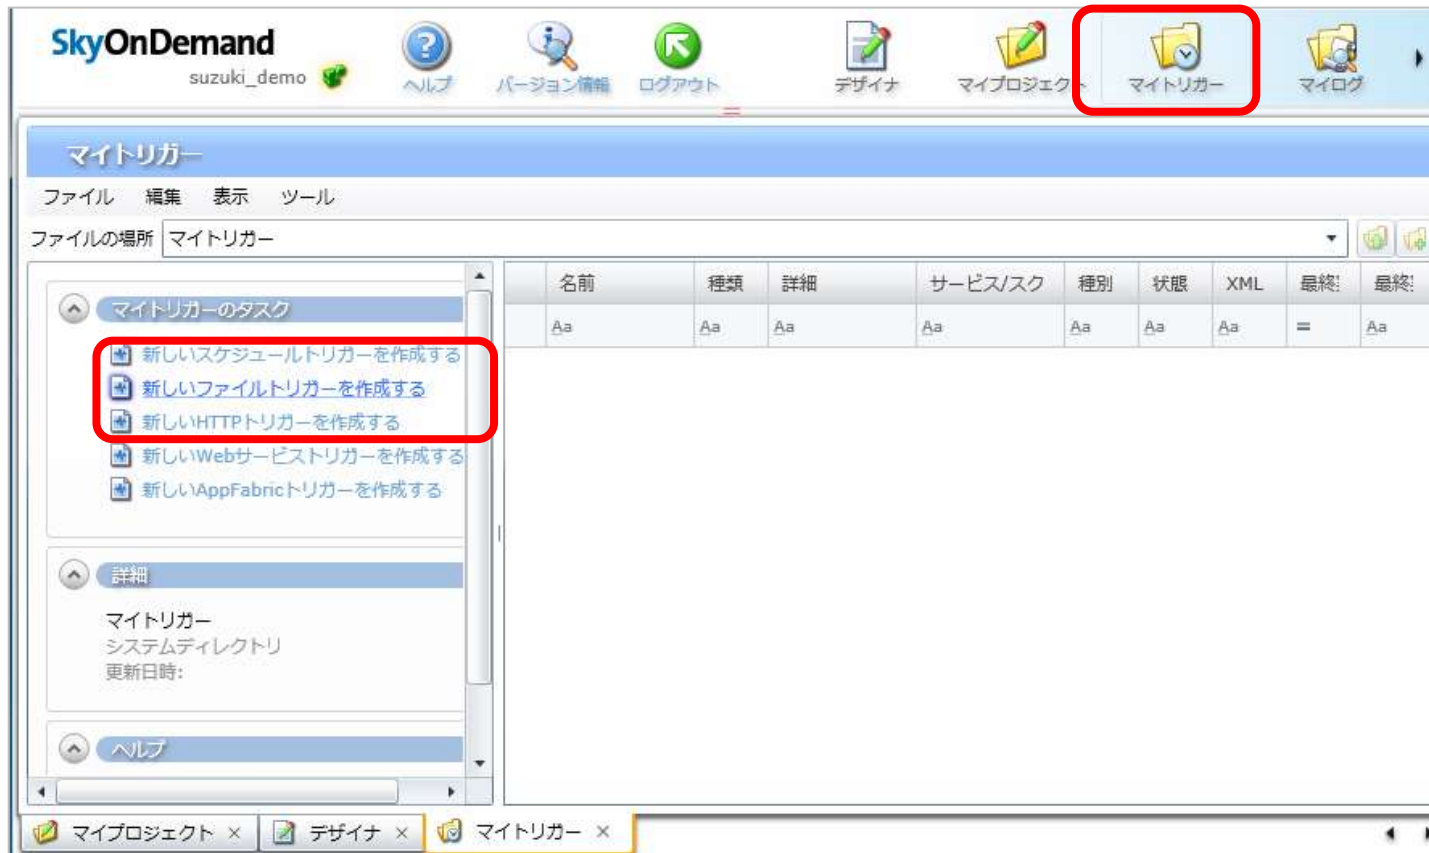 SkyOnDemand
suzuki_demo
ヘルプ
バージョン情報
ログアウト
デザイナ
マイプロジェクト
マイトリガー
マイログ
マイトリガー
ファイル 編集 表示 ツール
ファイルの場所 マイトリガー
マイトリガーのタスク
新しいスケジュールトリガーを作成する
新しいファイルトリガーを作成する
新しいHTTPトリガーを作成する
新しいWebサービストリガーを作成する
新しいAppFabricトリガーを作成する
詳細
マイトリガー
システムディレクトリ
更新日時:
ヘルプ
名前 種類 詳細 サービス/スク 種別 状態 XML 最終 最終
Aa Aa Aa Aa Aa Aa Aa = Aa
マイプロジェクト × デザイナ × マイトリガー ×